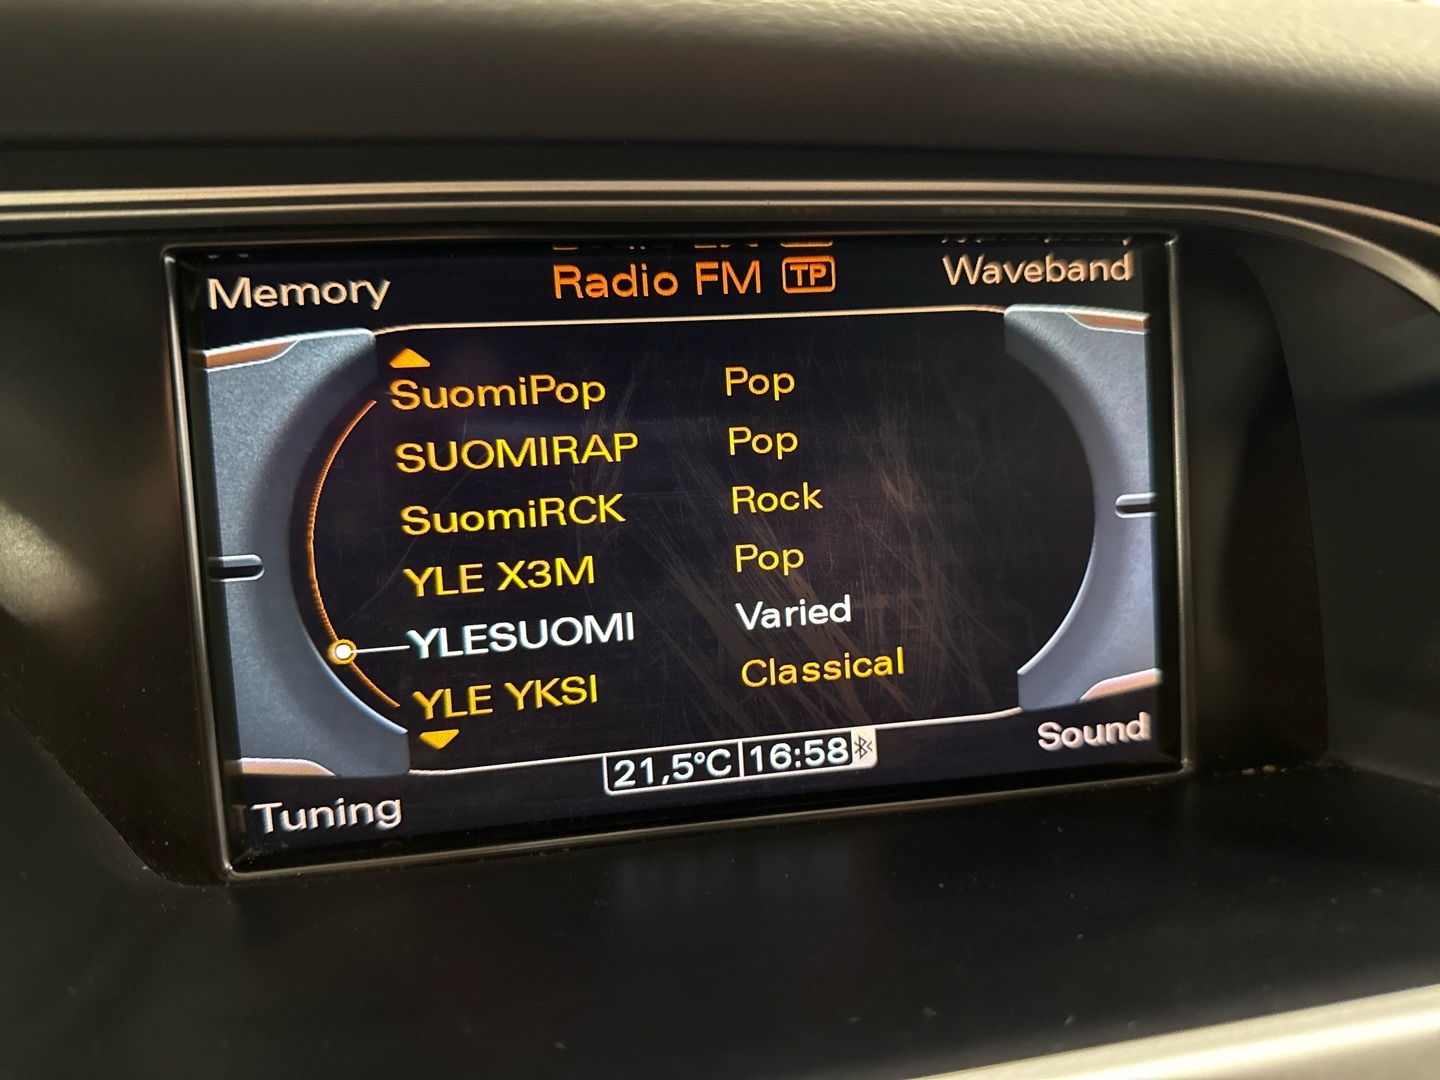 Memory Radio FM TP Waveband
SuomiPop Pop
SUOMIRAP Pop
SuomiRCK Rock
YLE X3M Pop
YLESUOMI Varied
YLE YKSI Classical
21,5°C 16:58
Tuning Sound